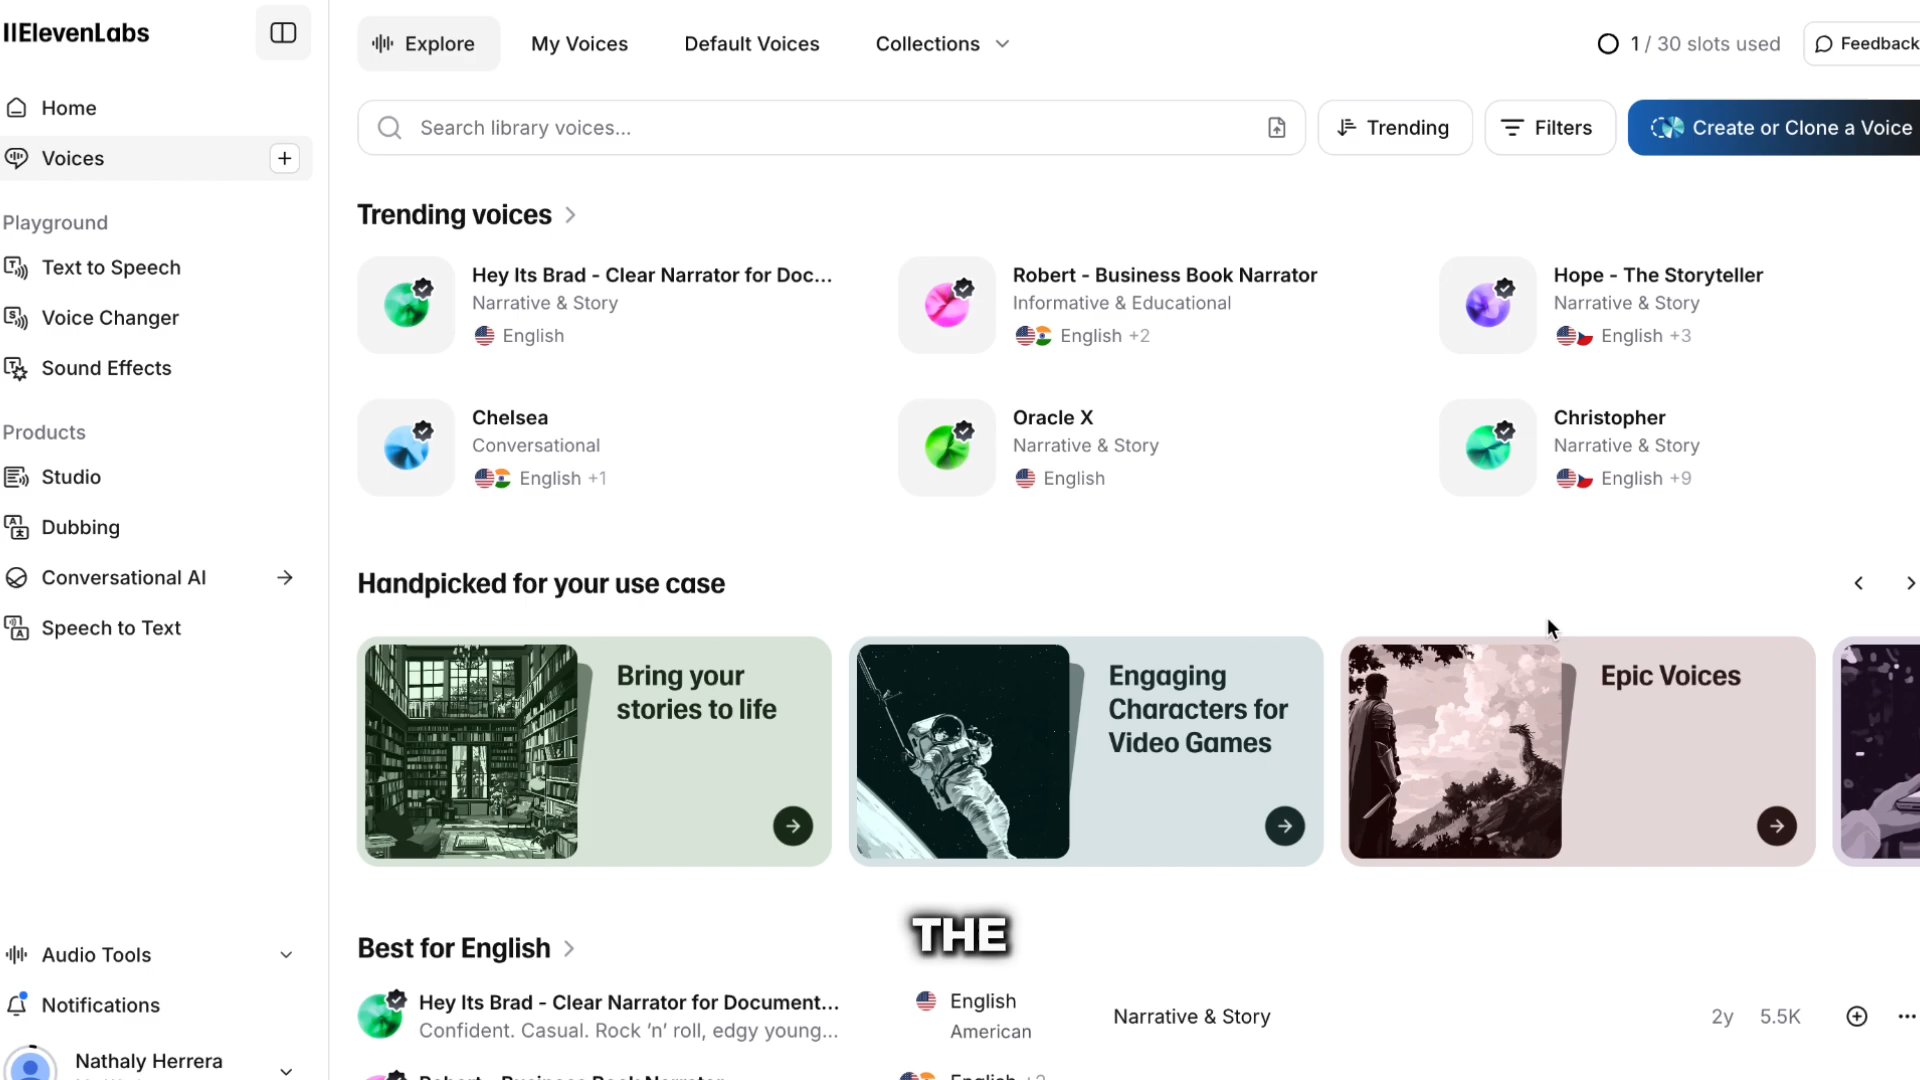 IIElevenLabs
Home
Voices
Playground
Text to Speech
Voice Changer
Sound Effects
Products
Studio
Dubbing
Conversational AI
Speech to Text
Audio Tools
Notifications
Nathaly Herrera
Explore
My Voices
Default Voices
Collections
1 / 30 slots used
Feedback
Search library voices...
Trending
Filters
Create or Clone a Voice
Trending voices
Hey Its Brad - Clear Narrator for Doc...
Narrative & Story
English
Robert - Business Book Narrator
Informative & Educational
English +2
Hope - The Storyteller
Narrative & Story
English +3
Chelsea
Conversational
English +1
Oracle X
Narrative & Story
English
Christopher
Narrative & Story
English +9
Handpicked for your use case
Bring your
stories to life
Engaging
Characters for
Video Games
Epic Voices
THE
Best for English
Hey Its Brad - Clear Narrator for Document...
Confident. Casual. Rock 'n' roll, edgy young...
English
American
Narrative & Story
2y
5.5K
Robert - Business Book Narrator
English +2